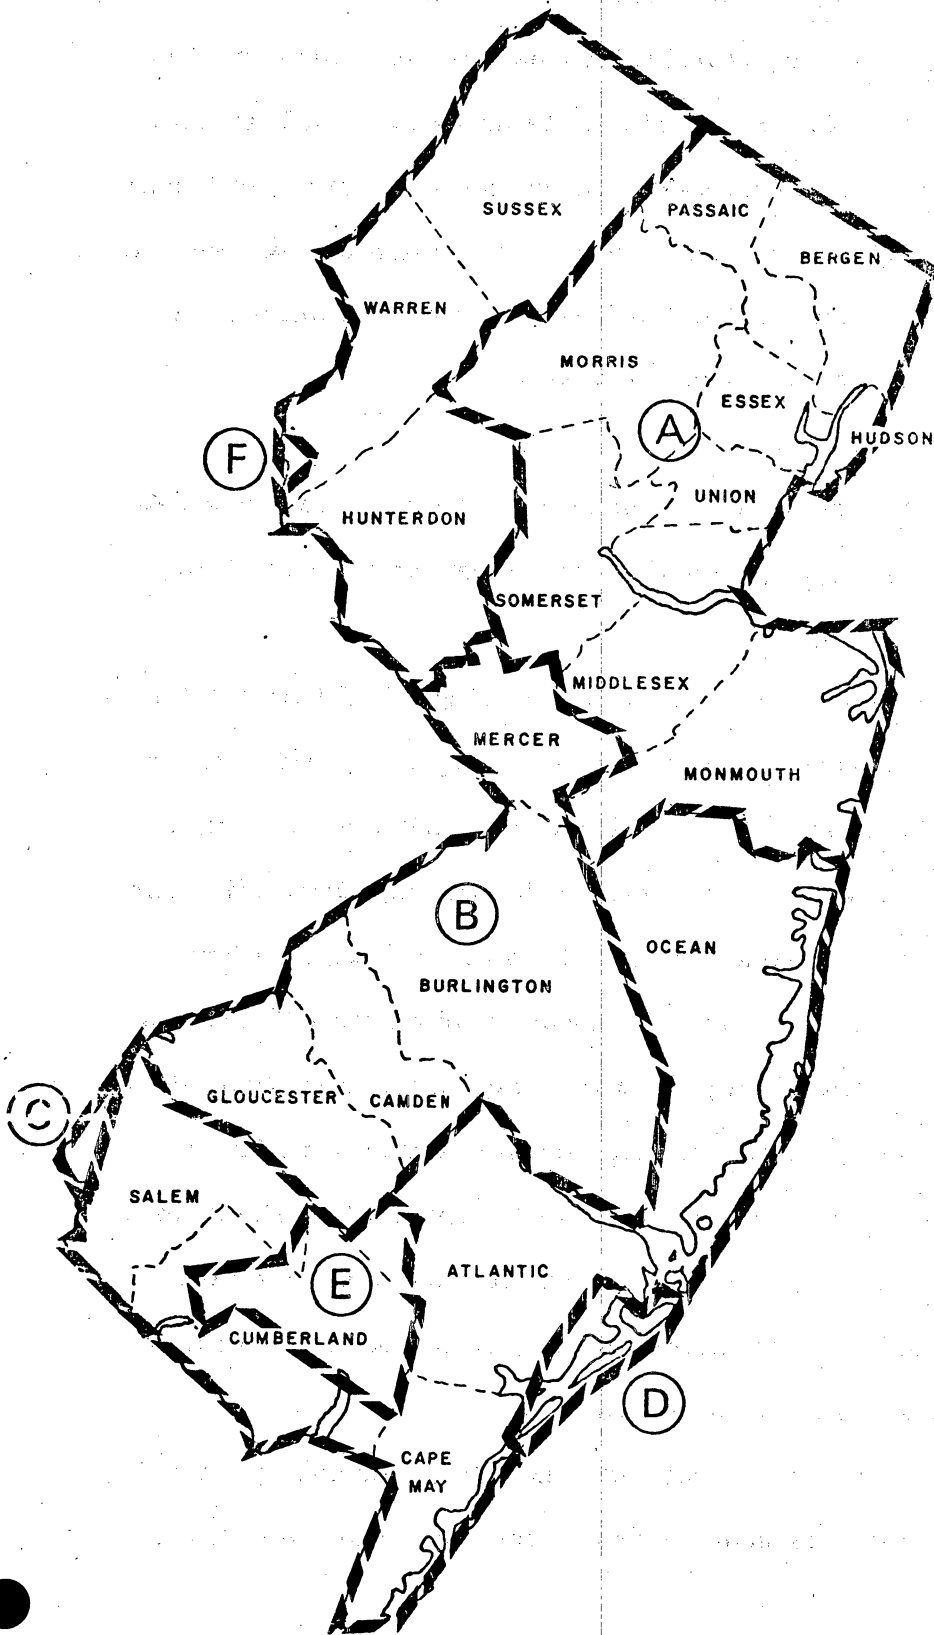 SUSSEX
PASSAIC
BERGEN
WARREN
MORRIS
ESSEX
A
HUDSON
F
UNION
HUNTERDON
SOMERSET
MIDDLESEX
MERCER
MONMOUTH
B
OCEAN
BURLINGTON
GLOUCESTER
CAMDEN
C
SALEM
ATLANTIC
E
CUMBERLAND
D
CAPE
MAY